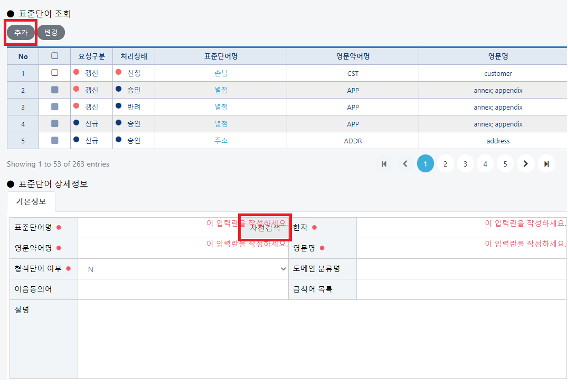 표준단어 조회
추가 변경
No 요청구분 처리상태 표준단어명 영문약어명 영문명
1 갱신 신청 손님 CST customer
2 갱신 승인 별첨 APP annex; appendix
3 갱신 반려 별첨 APP annex; appendix
4 신규 승인 별첨 APP annex; appendix
5 신규 승인 주소 ADDR address
Showing 1 to 53 of 263 entries 1 2 3 4 5
표준단어 상세정보
기본정보
표준단어명 이 입력란을 작성하세요. 사전검색 한자 이 입력란을 작성하세요.
영문약어명 이 입력란을 작성하세요. 영문명 이 입력란을 작성하세요.
형식단어 여부 N 도메인 분류명
이음동의어 금칙어 목록
설명